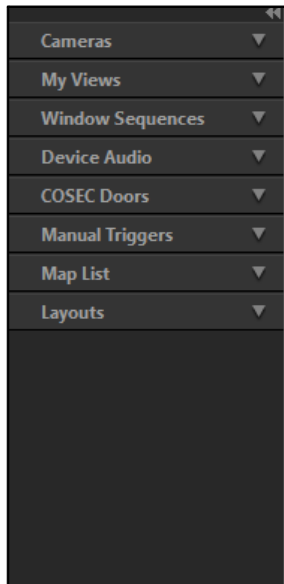 Cameras
My Views
Window Sequences
Device Audio
COSEC Doors
Manual Triggers
Map List
Layouts